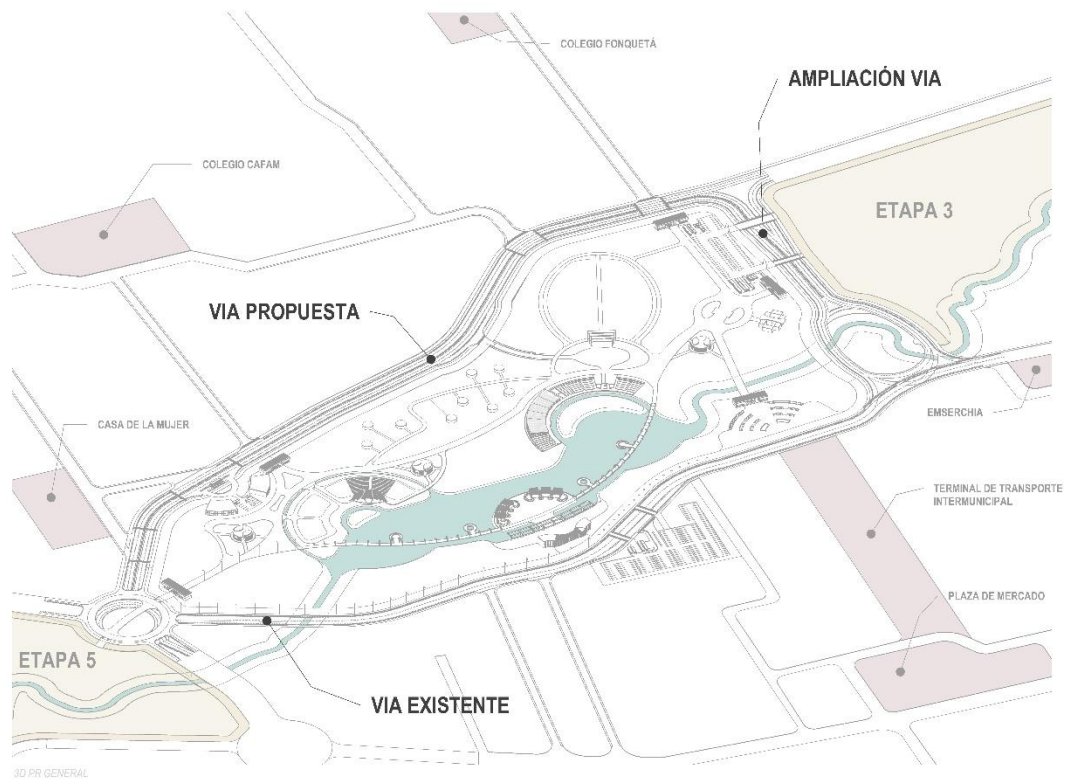 COLEGIO FONQUETÁ
AMPLIACIÓN VIA
COLEGIO CAFAM
ETAPA 3
VIA PROPUESTA
CASA DE LA MUJER
EMSERCHIA
TERMINAL DE TRANSPORTE
INTERMUNICIPAL
PLAZA DE MERCADO
ETAPA 5
VIA EXISTENTE
3D PR GENERAL